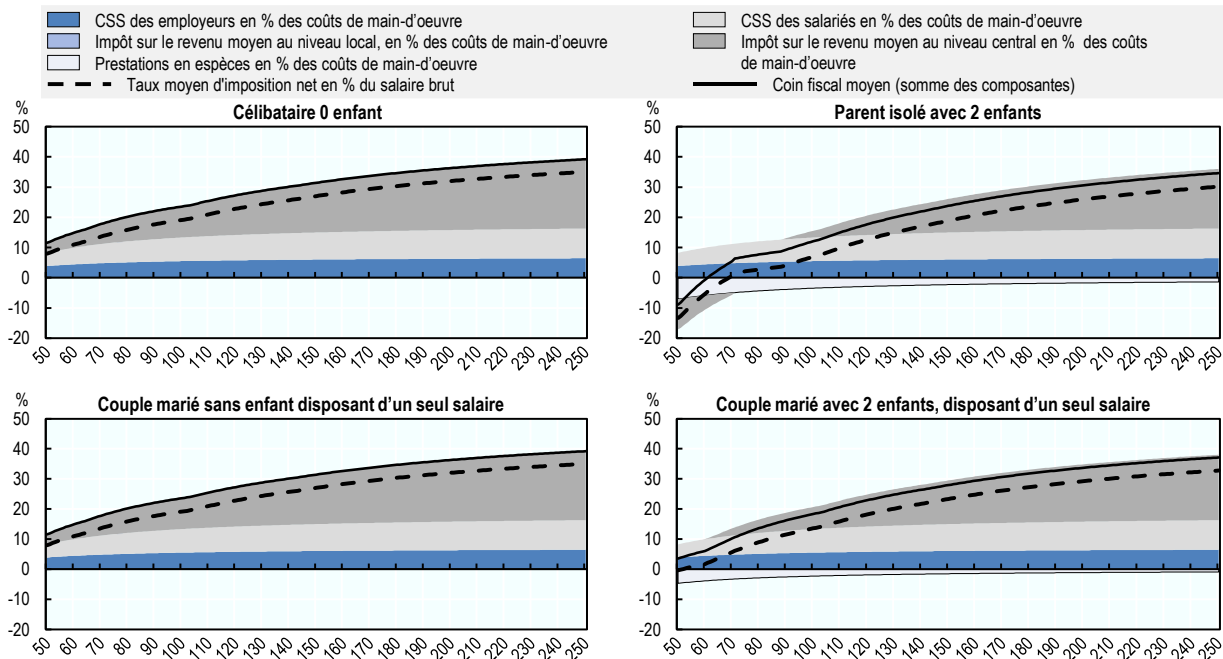 CSS des employeurs en % des coûts de main-d'oeuvre
CSS des salariés en % des coûts de main-d'oeuvre
Impôt sur le revenu moyen au niveau local, en % des coûts de main-d'oeuvre
Impôt sur le revenu moyen au niveau central en % des coûts
de main-d'oeuvre
Prestations en espèces en % des coûts de main-d'oeuvre
Taux moyen d'imposition net en % du salaire brut
Coin fiscal moyen (somme des composantes)
%
Célibataire 0 enfant
50
40
30
20
10
0
-10
-20
50 60 70 80 90 100 110 120 130 140 150 160 170 180 190 200 210 220 230 240 250
%
Parent isolé avec 2 enfants
50
40
30
20
10
0
-10
-20
50 60 70 80 90 100 110 120 130 140 150 160 170 180 190 200 210 220 230 240 250
%
Couple marié sans enfant disposant d’un seul salaire
50
40
30
20
10
0
-10
-20
50 60 70 80 90 100 110 120 130 140 150 160 170 180 190 200 210 220 230 240 250
%
Couple marié avec 2 enfants, disposant d’un seul salaire
50
40
30
20
10
0
-10
-20
50 60 70 80 90 100 110 120 130 140 150 160 170 180 190 200 210 220 230 240 250